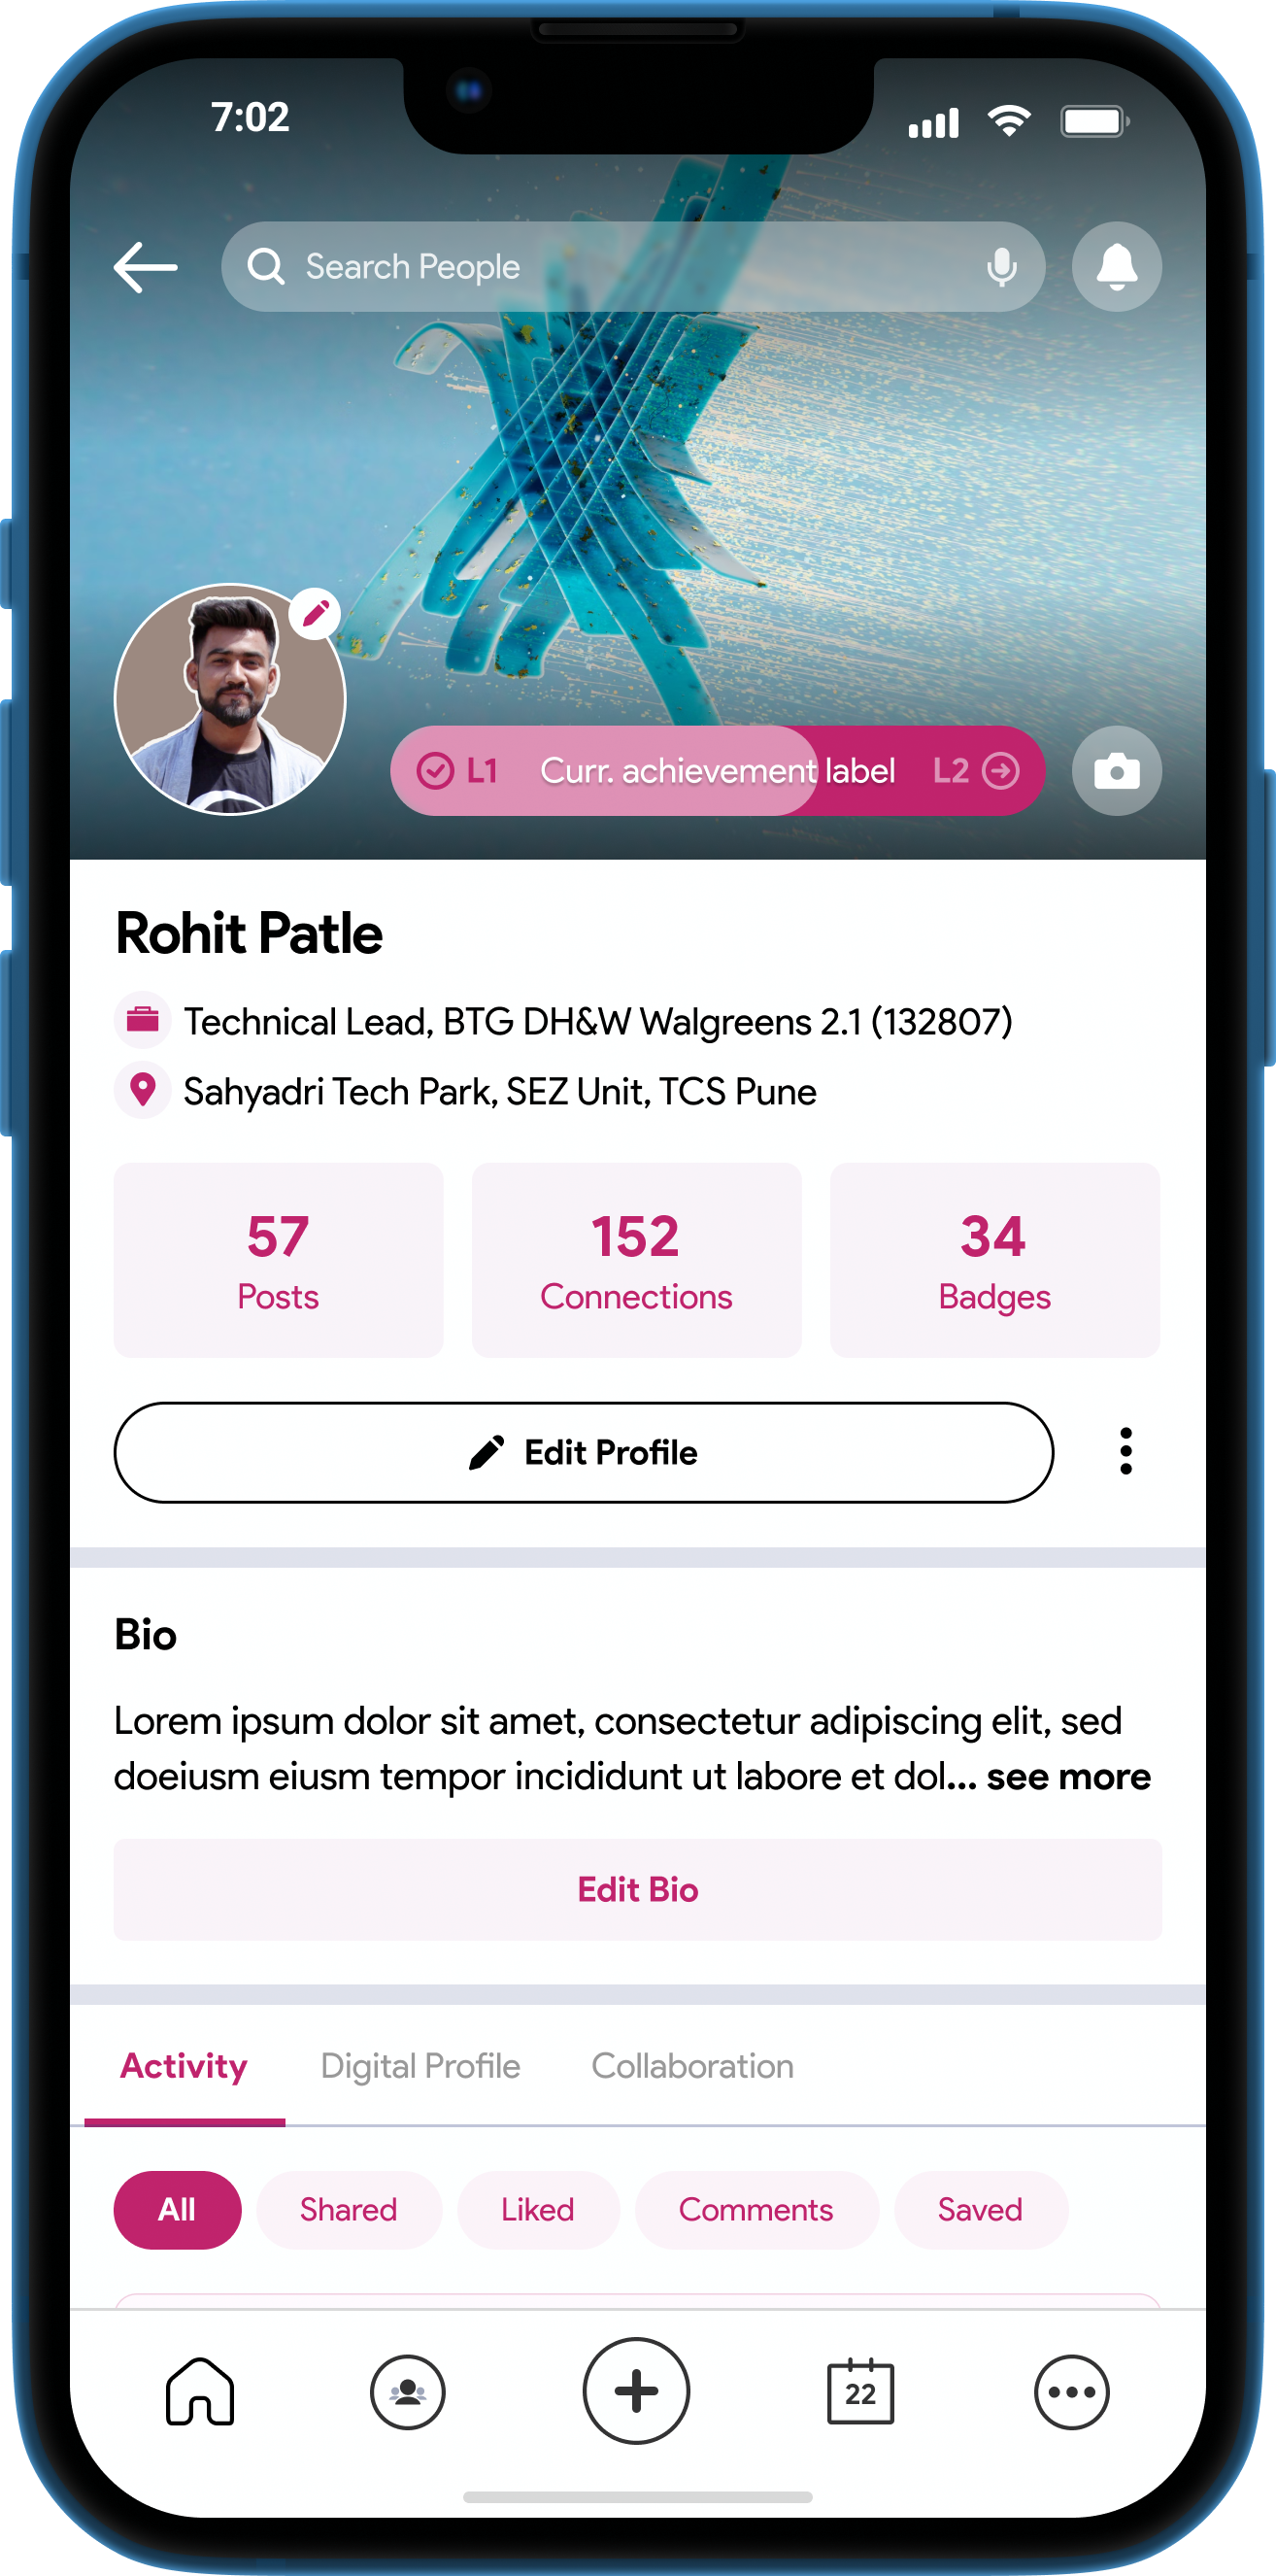 7:02
Search People
L1 Curr. achievement label L2
Rohit Patle
Technical Lead, BTG DH&W Walgreens 2.1 (132807)
Sahyadri Tech Park, SEZ Unit, TCS Pune
57 152 34
Posts Connections Badges
Edit Profile
Bio
Lorem ipsum dolor sit amet, consectetur adipiscing elit, sed
doeiusm eiusm tempor incididunt ut labore et dol... see more
Edit Bio
Activity Digital Profile Collaboration
All Shared Liked Comments Saved
22